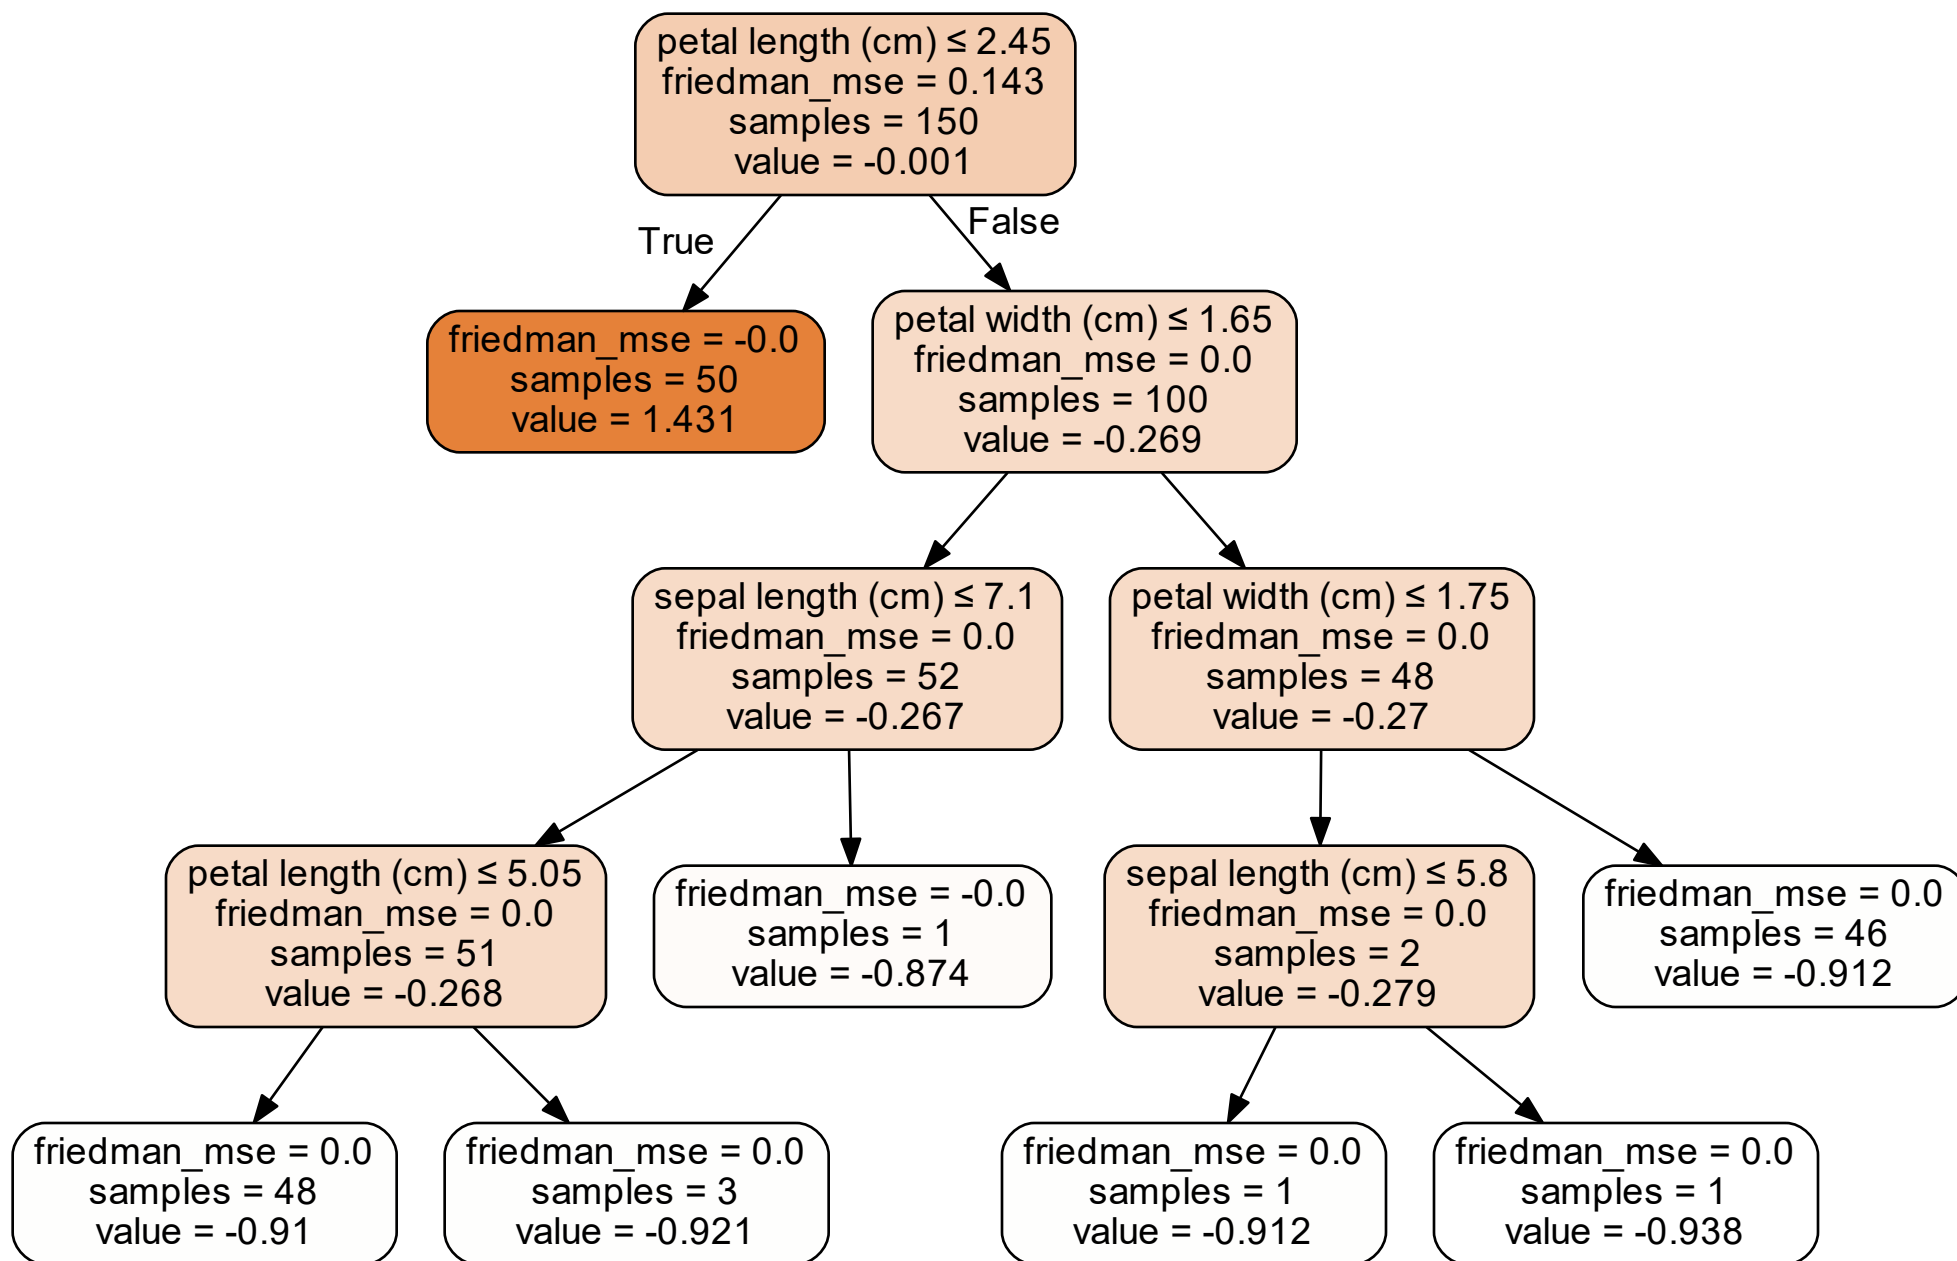 petal length (cm) ≤ 2.45
friedman_mse = 0.143
samples = 150
value = -0.001
True
False
friedman_mse = -0.0
samples = 50
value = 1.431
petal width (cm) ≤ 1.65
friedman_mse = 0.0
samples = 100
value = -0.269
sepal length (cm) ≤ 7.1
friedman_mse = 0.0
samples = 52
value = -0.267
petal width (cm) ≤ 1.75
friedman_mse = 0.0
samples = 48
value = -0.27
petal length (cm) ≤ 5.05
friedman_mse = 0.0
samples = 51
value = -0.268
friedman_mse = -0.0
samples = 1
value = -0.874
sepal length (cm) ≤ 5.8
friedman_mse = 0.0
samples = 2
value = -0.279
friedman_mse = 0.0
samples = 46
value = -0.912
friedman_mse = 0.0
samples = 48
value = -0.91
friedman_mse = 0.0
samples = 3
value = -0.921
friedman_mse = 0.0
samples = 1
value = -0.912
friedman_mse = 0.0
samples = 1
value = -0.938